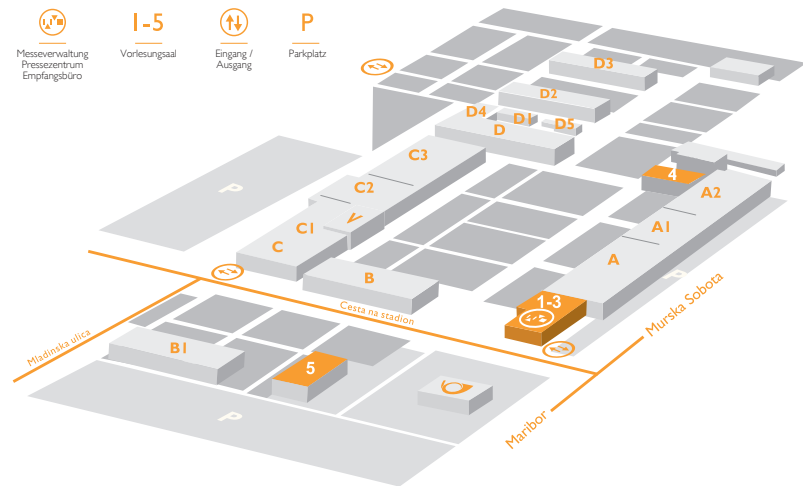 1-5
P
Messeverwaltung
Pressezentrum
Empfangsbüro
Vorlesungsaal
Eingang /
Ausgang
Parkplatz
D3
D2
D4
D1
D5
D
C3
C2
V
C1
C
B
4
A2
A1
A
P
P
1-3
Murska Sobota
Cesta na stadion
Mladinska ulica
B1
5
P
Maribor